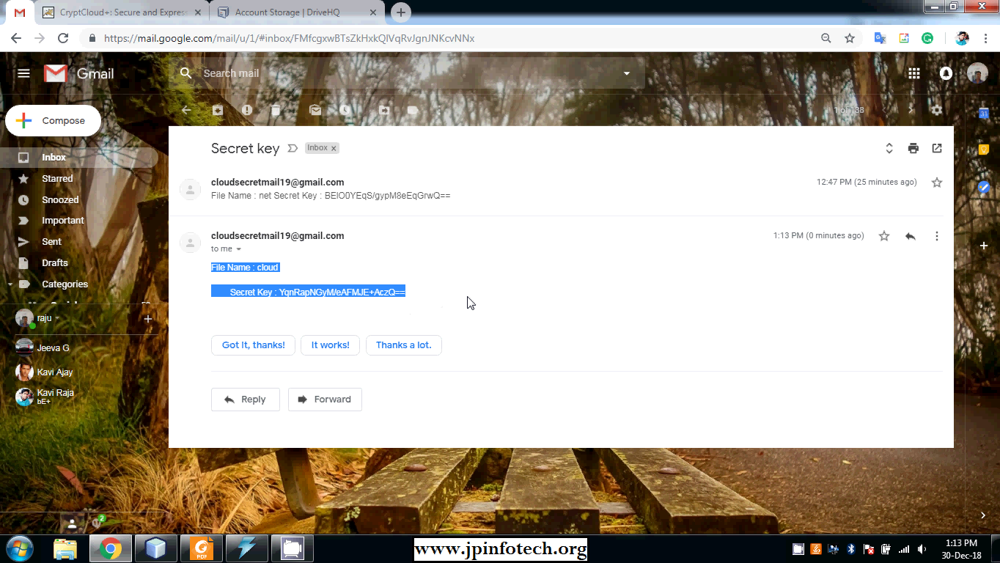 CryptCloud+: Secure and Express
Account Storage | DriveHQ
https://mail.google.com/mail/u/1/#inbox/FMfcgxwBTsZkHxkQlVqRvJgnJNKcvNNx
Gmail
Search mail
Compose
1 of 138
31
Secret key
Inbox
Inbox
Starred
Snoozed
Important
Sent
Drafts
Categories
cloudsecretmail19@gmail.com
12:47 PM (25 minutes ago)
File Name : net Secret Key : BEIO0YEqS/gypM8eEqGrwQ==
cloudsecretmail19@gmail.com
1:13 PM (0 minutes ago)
to me
File Name : cloud
Secret Key : YqnRapNGyM/eAFMJE+AczQ==
Got it, thanks!
It works!
Thanks a lot.
Reply
Forward
raju
Jeeva G
Kavi Ajay
Kavi Raja
bE+
2
PDF
www.jpinfotech.org
1:13 PM
30-Dec-18